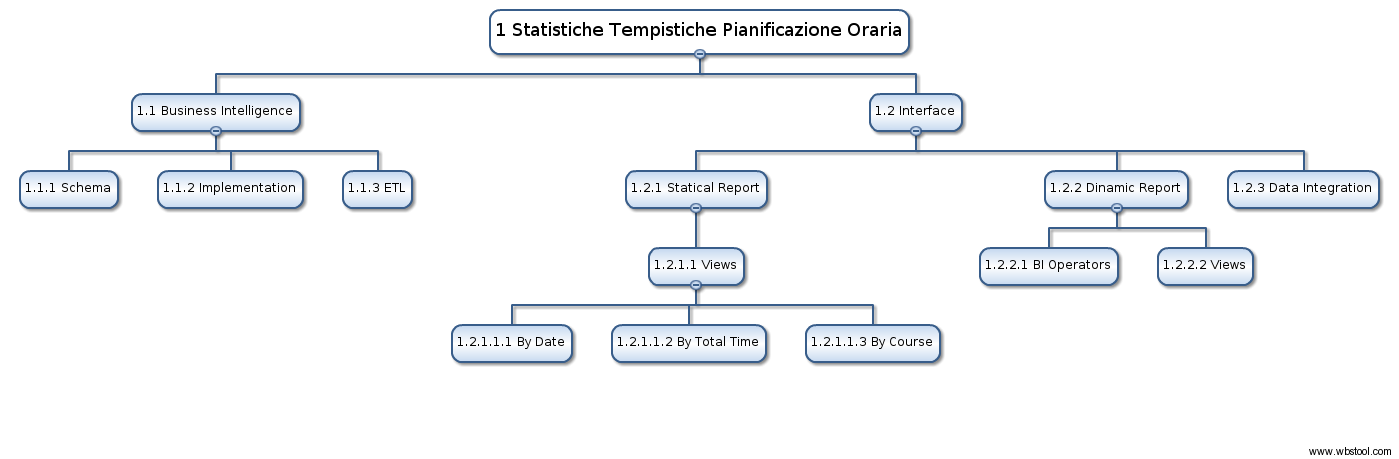 1 Statistiche Tempistiche Pianificazione Oraria
1.1 Business Intelligence
1.2 Interface
1.1.1 Schema
1.1.2 Implementation
1.1.3 ETL
1.2.1 Statical Report
1.2.2 Dinamic Report
1.2.3 Data Integration
1.2.1.1 Views
1.2.2.1 BI Operators
1.2.2.2 Views
1.2.1.1.1 By Date
1.2.1.1.2 By Total Time
1.2.1.1.3 By Course
www.wbstool.com